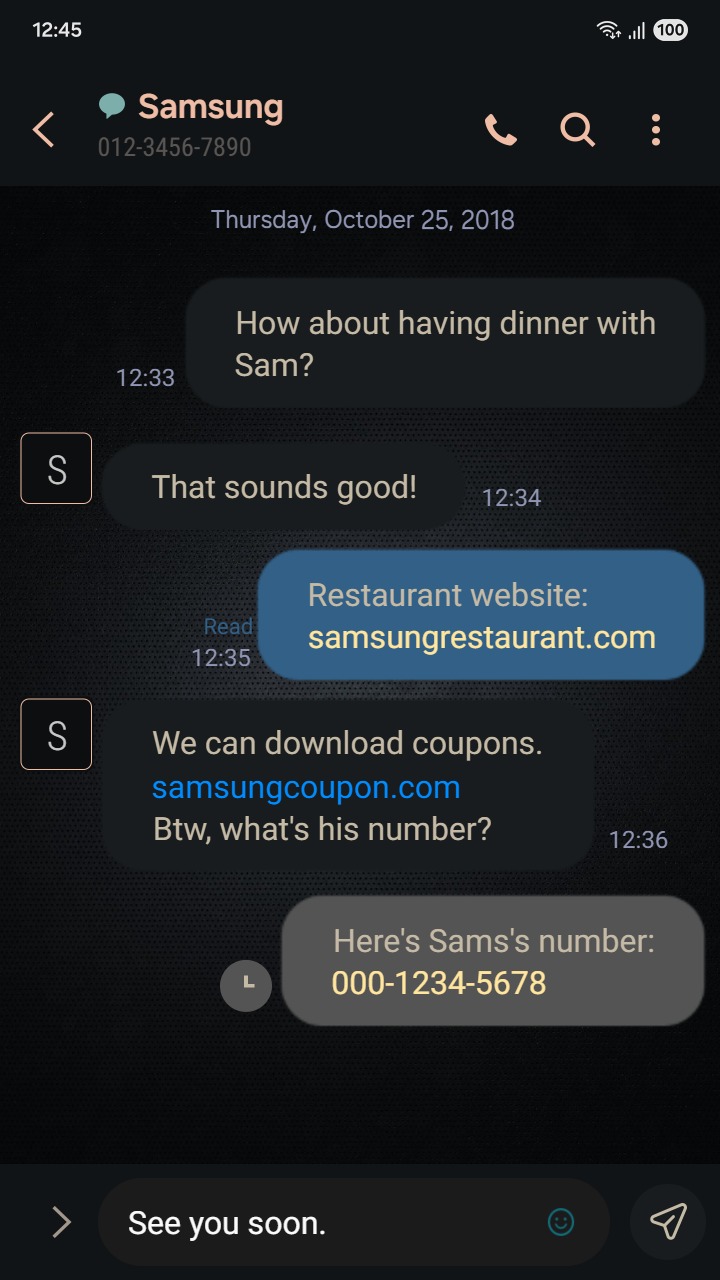 12:45
100
Samsung
012-3456-7890
Thursday, October 25, 2018
How about having dinner with
Sam?
12:33
S
That sounds good!
12:34
Restaurant website:
samsungrestaurant.com
Read
12:35
S
We can download coupons.
samsungcoupon.com
Btw, what's his number?
12:36
Here's Sams's number:
000-1234-5678
See you soon.